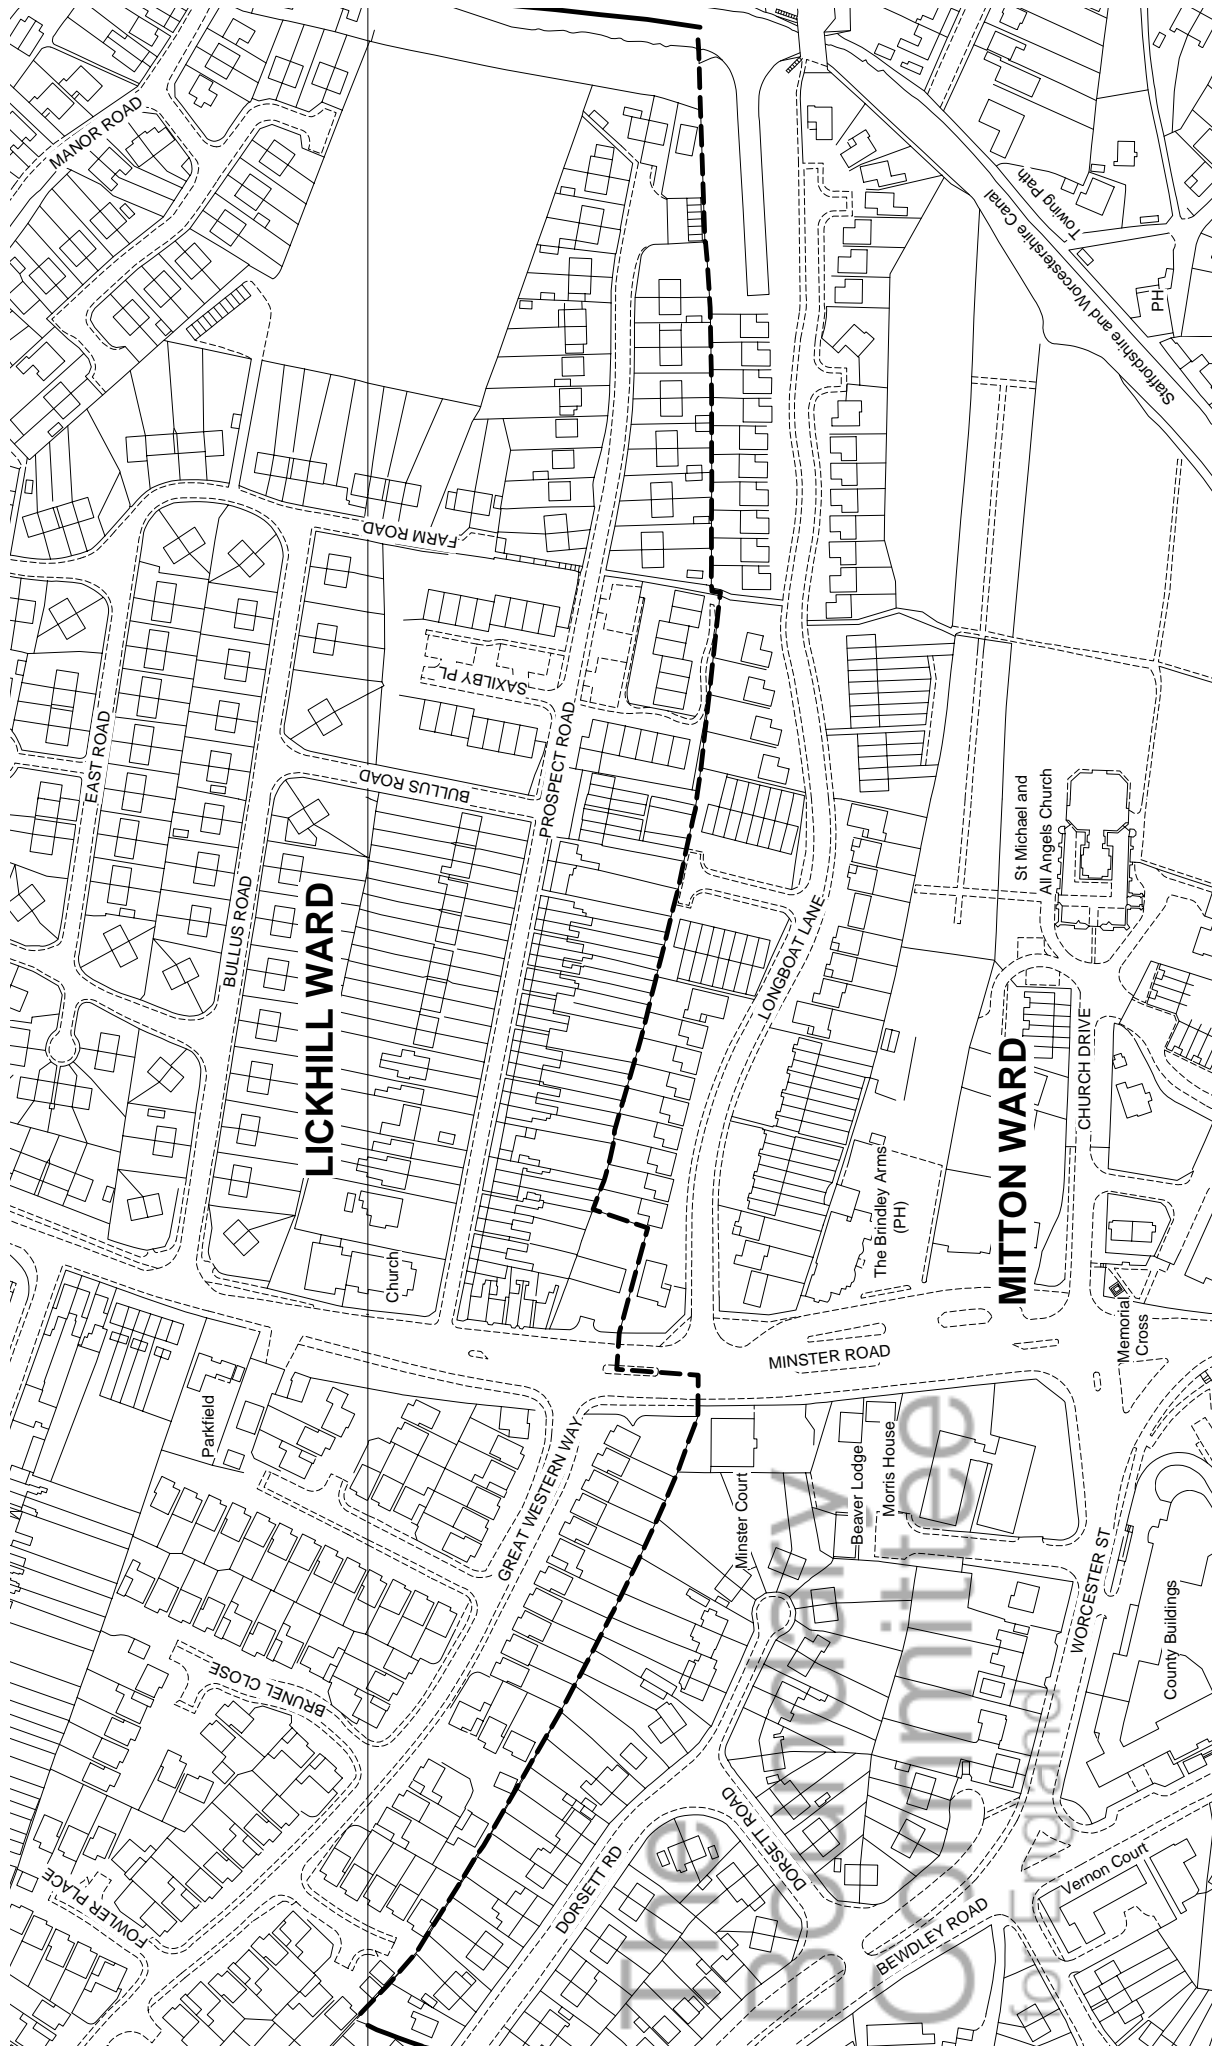 MANOR ROAD
Staffordshire and Worcestershire Canal
Towing Path
PH
FARM ROAD
SAXILBY PL
EAST ROAD
BULLUS ROAD
PROSPECT ROAD
BULLUS ROAD
LICKHILL WARD
LONGBOAT LANE
St Michael and
All Angels Church
MITTON WARD
CHURCH DRIVE
The Brindley Arms
(PH)
Church
Memorial
Cross
MINSTER ROAD
Parkfield
GREAT WESTERN WAY
Minster Court
Beaver Lodge
Morris House
WORCESTER ST
County Buildings
BRUNEL CLOSE
FOWLER PLACE
DORSETT RD
DORSETT ROAD
BEWDLEY ROAD
Vernon Court
The
Boundary
Committee
for England